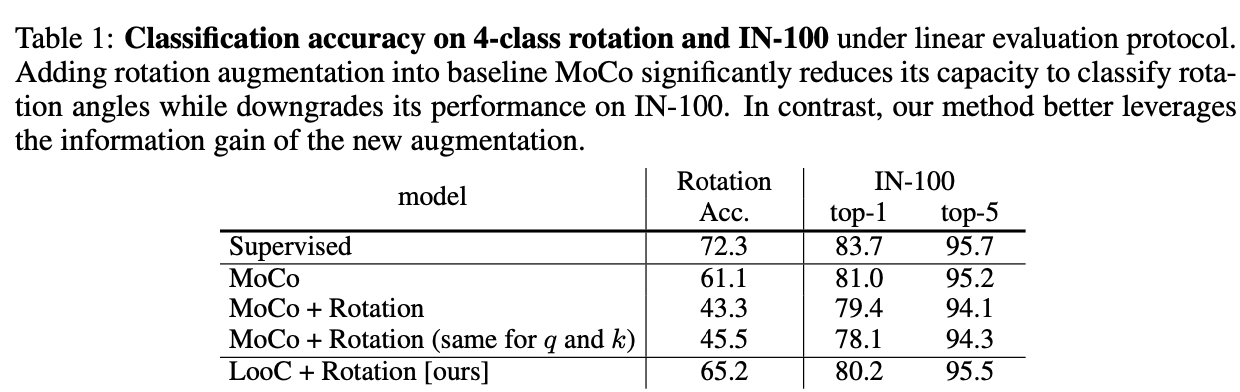 Table 1: Classification accuracy on 4-class rotation and IN-100 under linear evaluation protocol.
Adding rotation augmentation into baseline MoCo significantly reduces its capacity to classify rota-
tion angles while downgrades its performance on IN-100. In contrast, our method better leverages
the information gain of the new augmentation.
model Rotation Acc. IN-100 top-1 top-5
Supervised 72.3 83.7 95.7
MoCo 61.1 81.0 95.2
MoCo + Rotation 43.3 79.4 94.1
MoCo + Rotation (same for q and k) 45.5 78.1 94.3
LooC + Rotation [ours] 65.2 80.2 95.5